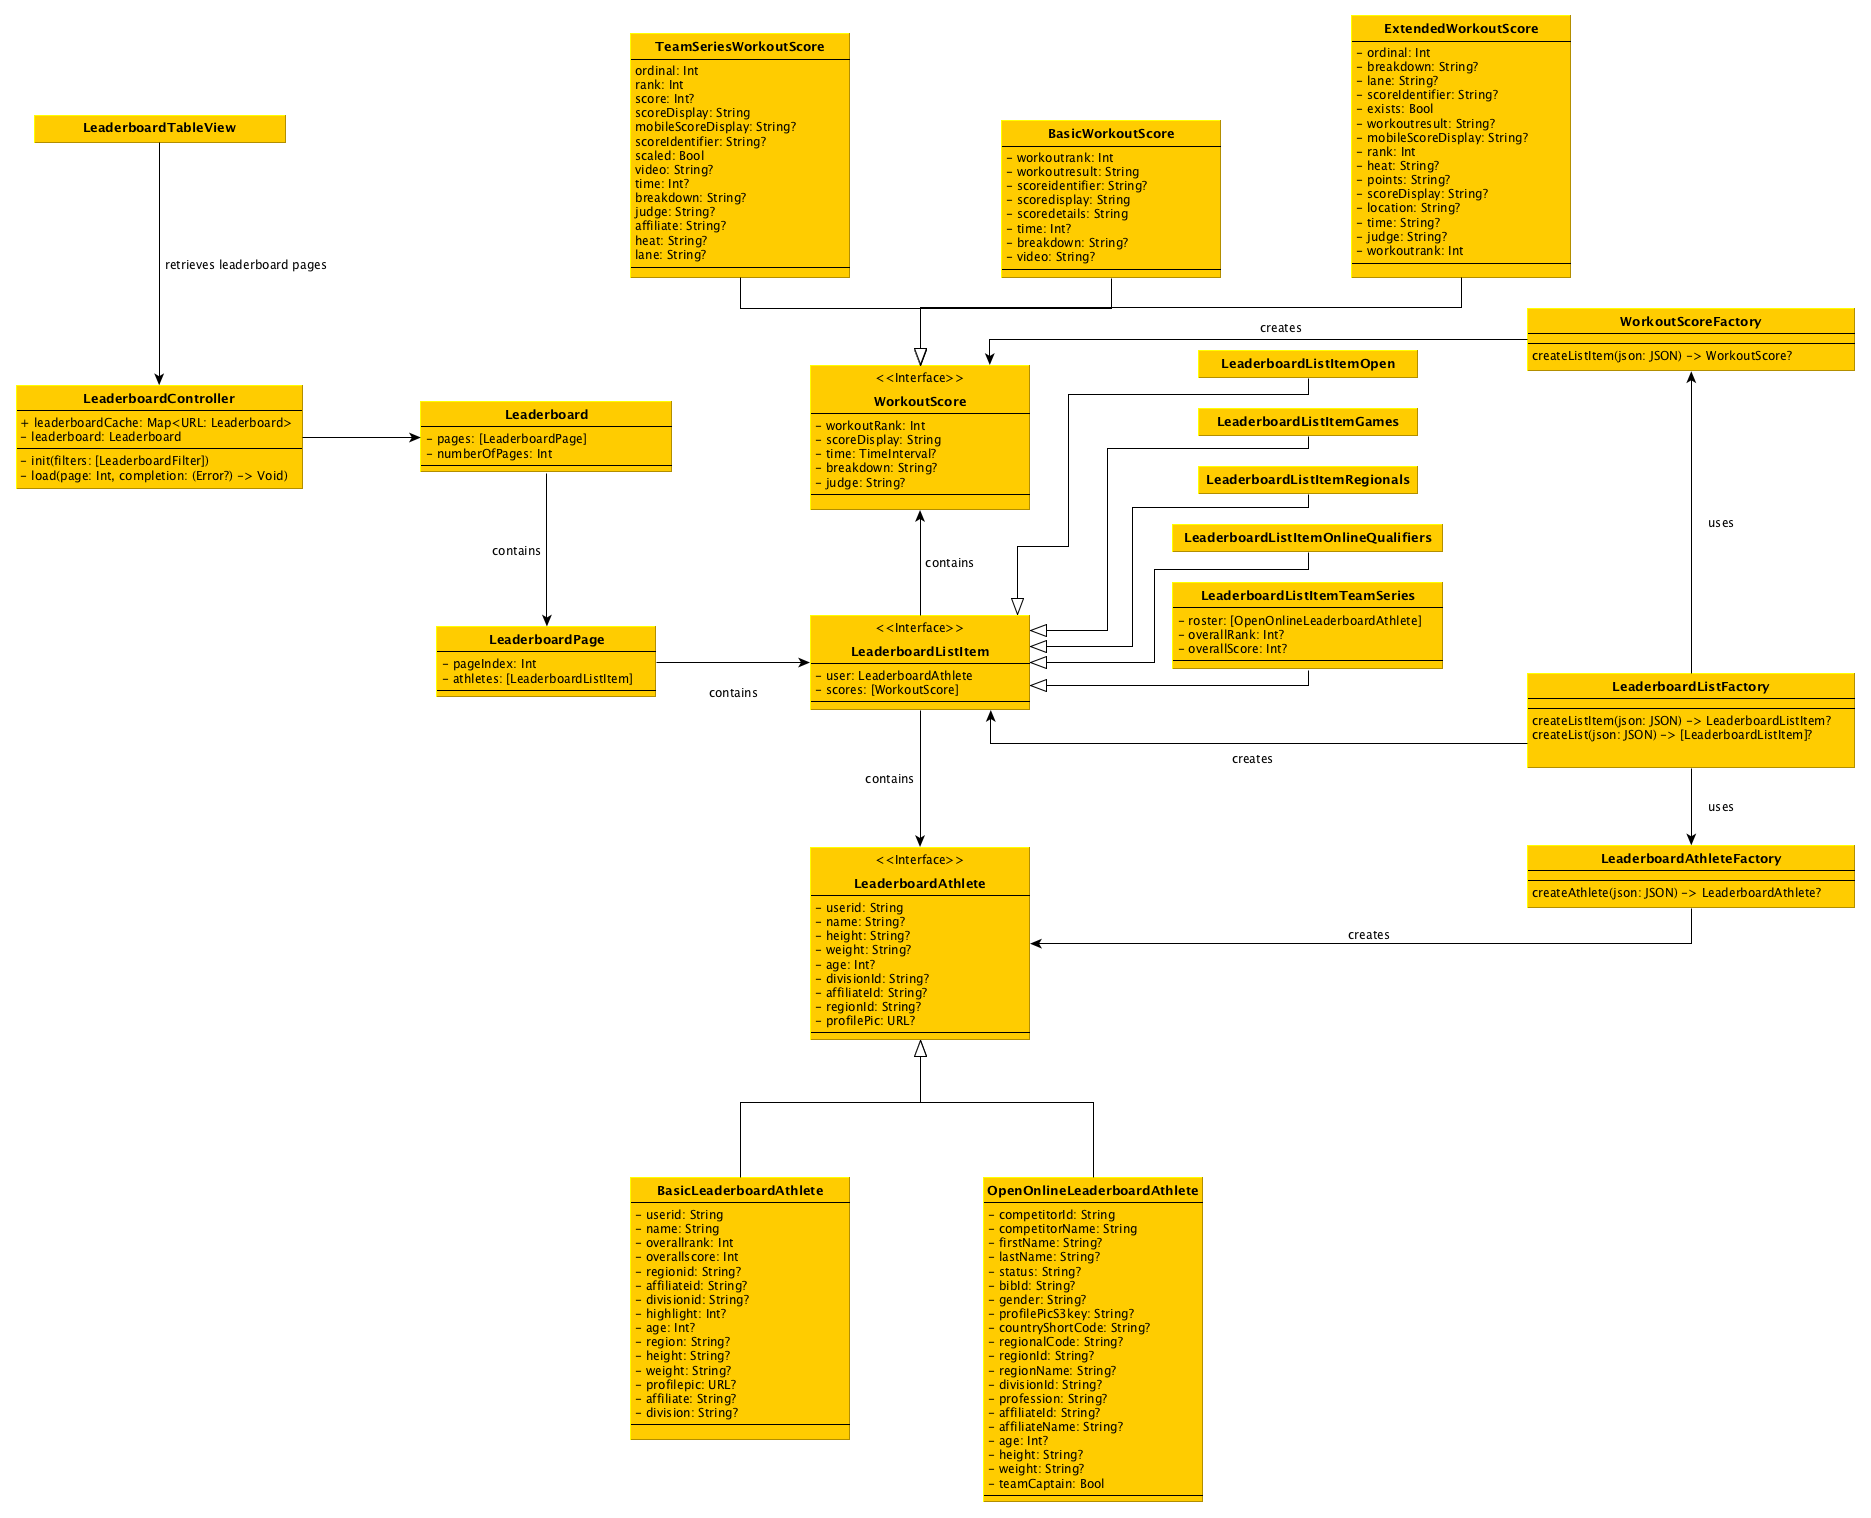 TeamSeriesWorkoutScore
ordinal: Int
rank: Int
score: Int?
scoreDisplay: String
mobileScoreDisplay: String?
scoreIdentifier: String?
scaled: Bool
video: String?
time: Int?
breakdown: String?
judge: String?
affiliate: String?
heat: String?
lane: String?
BasicWorkoutScore
- workoutrank: Int
- workoutresult: String
- scoreidentifier: String?
- scoredisplay: String
- scoredetails: String
- time: Int?
- breakdown: String?
- video: String?
ExtendedWorkoutScore
- ordinal: Int
- breakdown: String?
- lane: String?
- scoreIdentifier: String?
- exists: Bool
- workoutresult: String?
- mobileScoreDisplay: String?
- rank: Int
- heat: String?
- points: String?
- scoreDisplay: String?
- location: String?
- time: String?
- judge: String?
- workoutrank: Int
LeaderboardTableView
retrieves leaderboard pages
LeaderboardController
+ leaderboardCache: Map<URL: Leaderboard>
- leaderboard: Leaderboard
- init(filters: [LeaderboardFilter])
- load(page: Int, completion: (Error?) -> Void)
Leaderboard
- pages: [LeaderboardPage]
- numberOfPages: Int
contains
LeaderboardPage
- pageIndex: Int
- athletes: [LeaderboardListItem]
contains
<<Interface>>
WorkoutScore
- workoutRank: Int
- scoreDisplay: String
- time: TimeInterval?
- breakdown: String?
- judge: String?
contains
creates
WorkoutScoreFactory
createListItem(json: JSON) -> WorkoutScore?
LeaderboardListItemOpen
LeaderboardListItemGames
LeaderboardListItemRegionals
LeaderboardListItemOnlineQualifiers
LeaderboardListItemTeamSeries
- roster: [OpenOnlineLeaderboardAthlete]
- overallRank: Int?
- overallScore: Int?
uses
<<Interface>>
LeaderboardListItem
- user: LeaderboardAthlete
- scores: [WorkoutScore]
LeaderboardListFactory
createListItem(json: JSON) -> LeaderboardListItem?
createList(json: JSON) -> [LeaderboardListItem]?
creates
contains
uses
LeaderboardAthleteFactory
createAthlete(json: JSON) -> LeaderboardAthlete?
creates
<<Interface>>
LeaderboardAthlete
- userid: String
- name: String?
- height: String?
- weight: String?
- age: Int?
- divisionId: String?
- affiliateId: String?
- regionId: String?
- profilePic: URL?
BasicLeaderboardAthlete
- userid: String
- name: String
- overallrank: Int
- overallscore: Int
- regionid: String?
- affiliateid: String?
- divisionid: String?
- highlight: Int?
- age: Int?
- region: String?
- height: String?
- weight: String?
- profilepic: URL?
- affiliate: String?
- division: String?
OpenOnlineLeaderboardAthlete
- competitorId: String
- competitorName: String
- firstName: String?
- lastName: String?
- status: String?
- bibId: String?
- gender: String?
- profilePicS3key: String?
- countryShortCode: String?
- regionalCode: String?
- regionId: String?
- regionName: String?
- divisionId: String?
- profession: String?
- affiliateId: String?
- affiliateName: String?
- age: Int?
- height: String?
- weight: String?
- teamCaptain: Bool